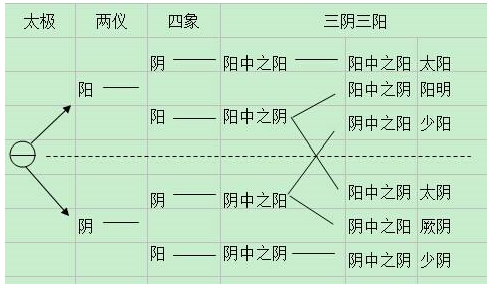 太极 两仪 四象 三阴三阳
阴 阳中之阳 阳中之阳 太阳
阳 阳中之阴 阳明
阳 阳中之阴 阴中之阳 少阳
阴 阴中之阳 阳中之阴 太阴
阴 阴中之阳 厥阴
阳 阴中之阴 阴中之阴 少阴